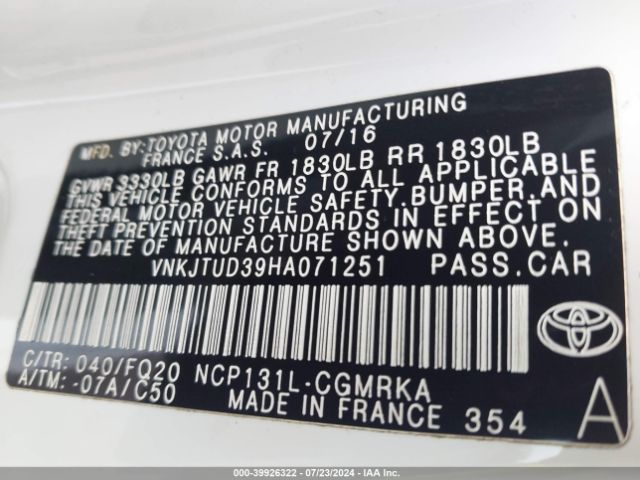 MFD. BY:TOYOTA MOTOR MANUFACTURING
FRANCE S.A.S. 07/16
GVWR 3330LB GAWR FR 1830LB RR 1830LB
THIS VEHICLE CONFORMS TO ALL APPLICABLE
FEDERAL MOTOR VEHICLE SAFETY,BUMPER,AND
THEFT PREVENTION STANDARDS IN EFFECT ON
THE DATE OF MANUFACTURE SHOWN ABOVE.
VNKJTUD39HA071251 PASS.CAR
C/TR: 040/FQ20 NCP131L-CGMRKA
A/TM: -07A/C50 MADE IN FRANCE 354 A
000-39926322 - 07/23/2024 - IAA Inc.